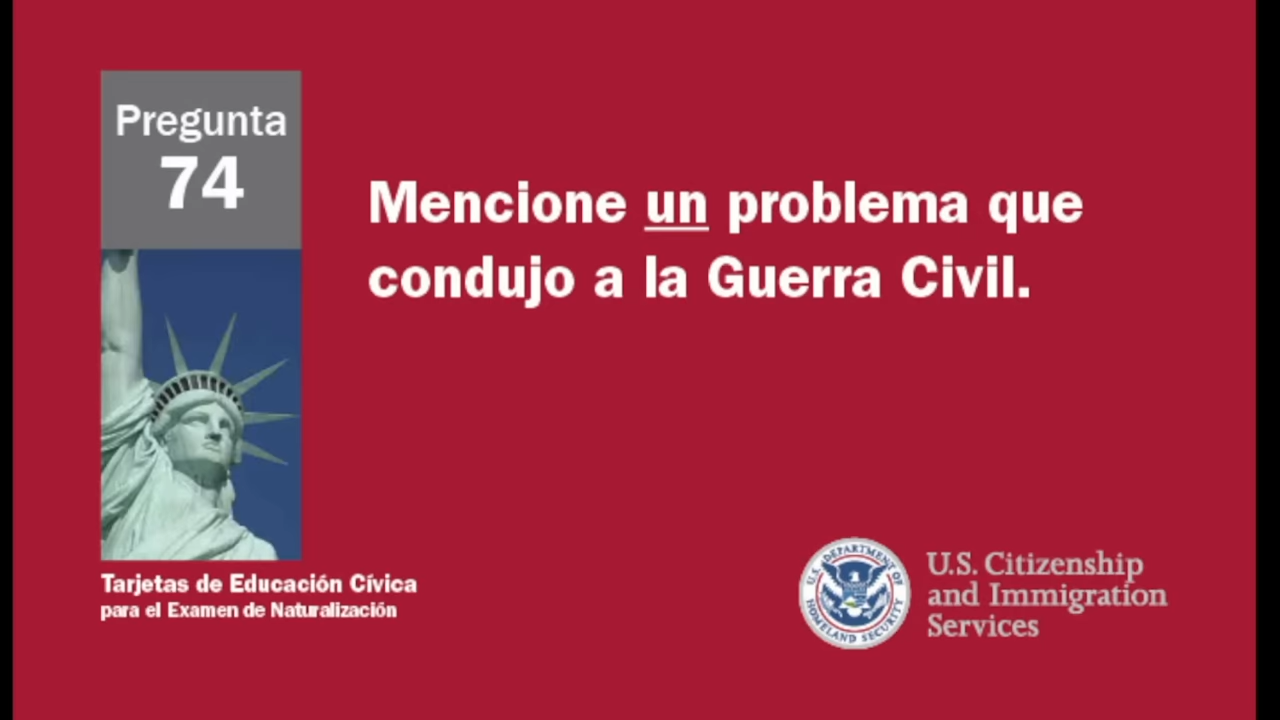 Pregunta
74
Mencione un problema que
condujo a la Guerra Civil.
Tarjetas de Educación Cívica
para el Examen de Naturalización
U.S. DEPARTMENT OF
HOMELAND SECURITY
U.S. Citizenship
and Immigration
Services